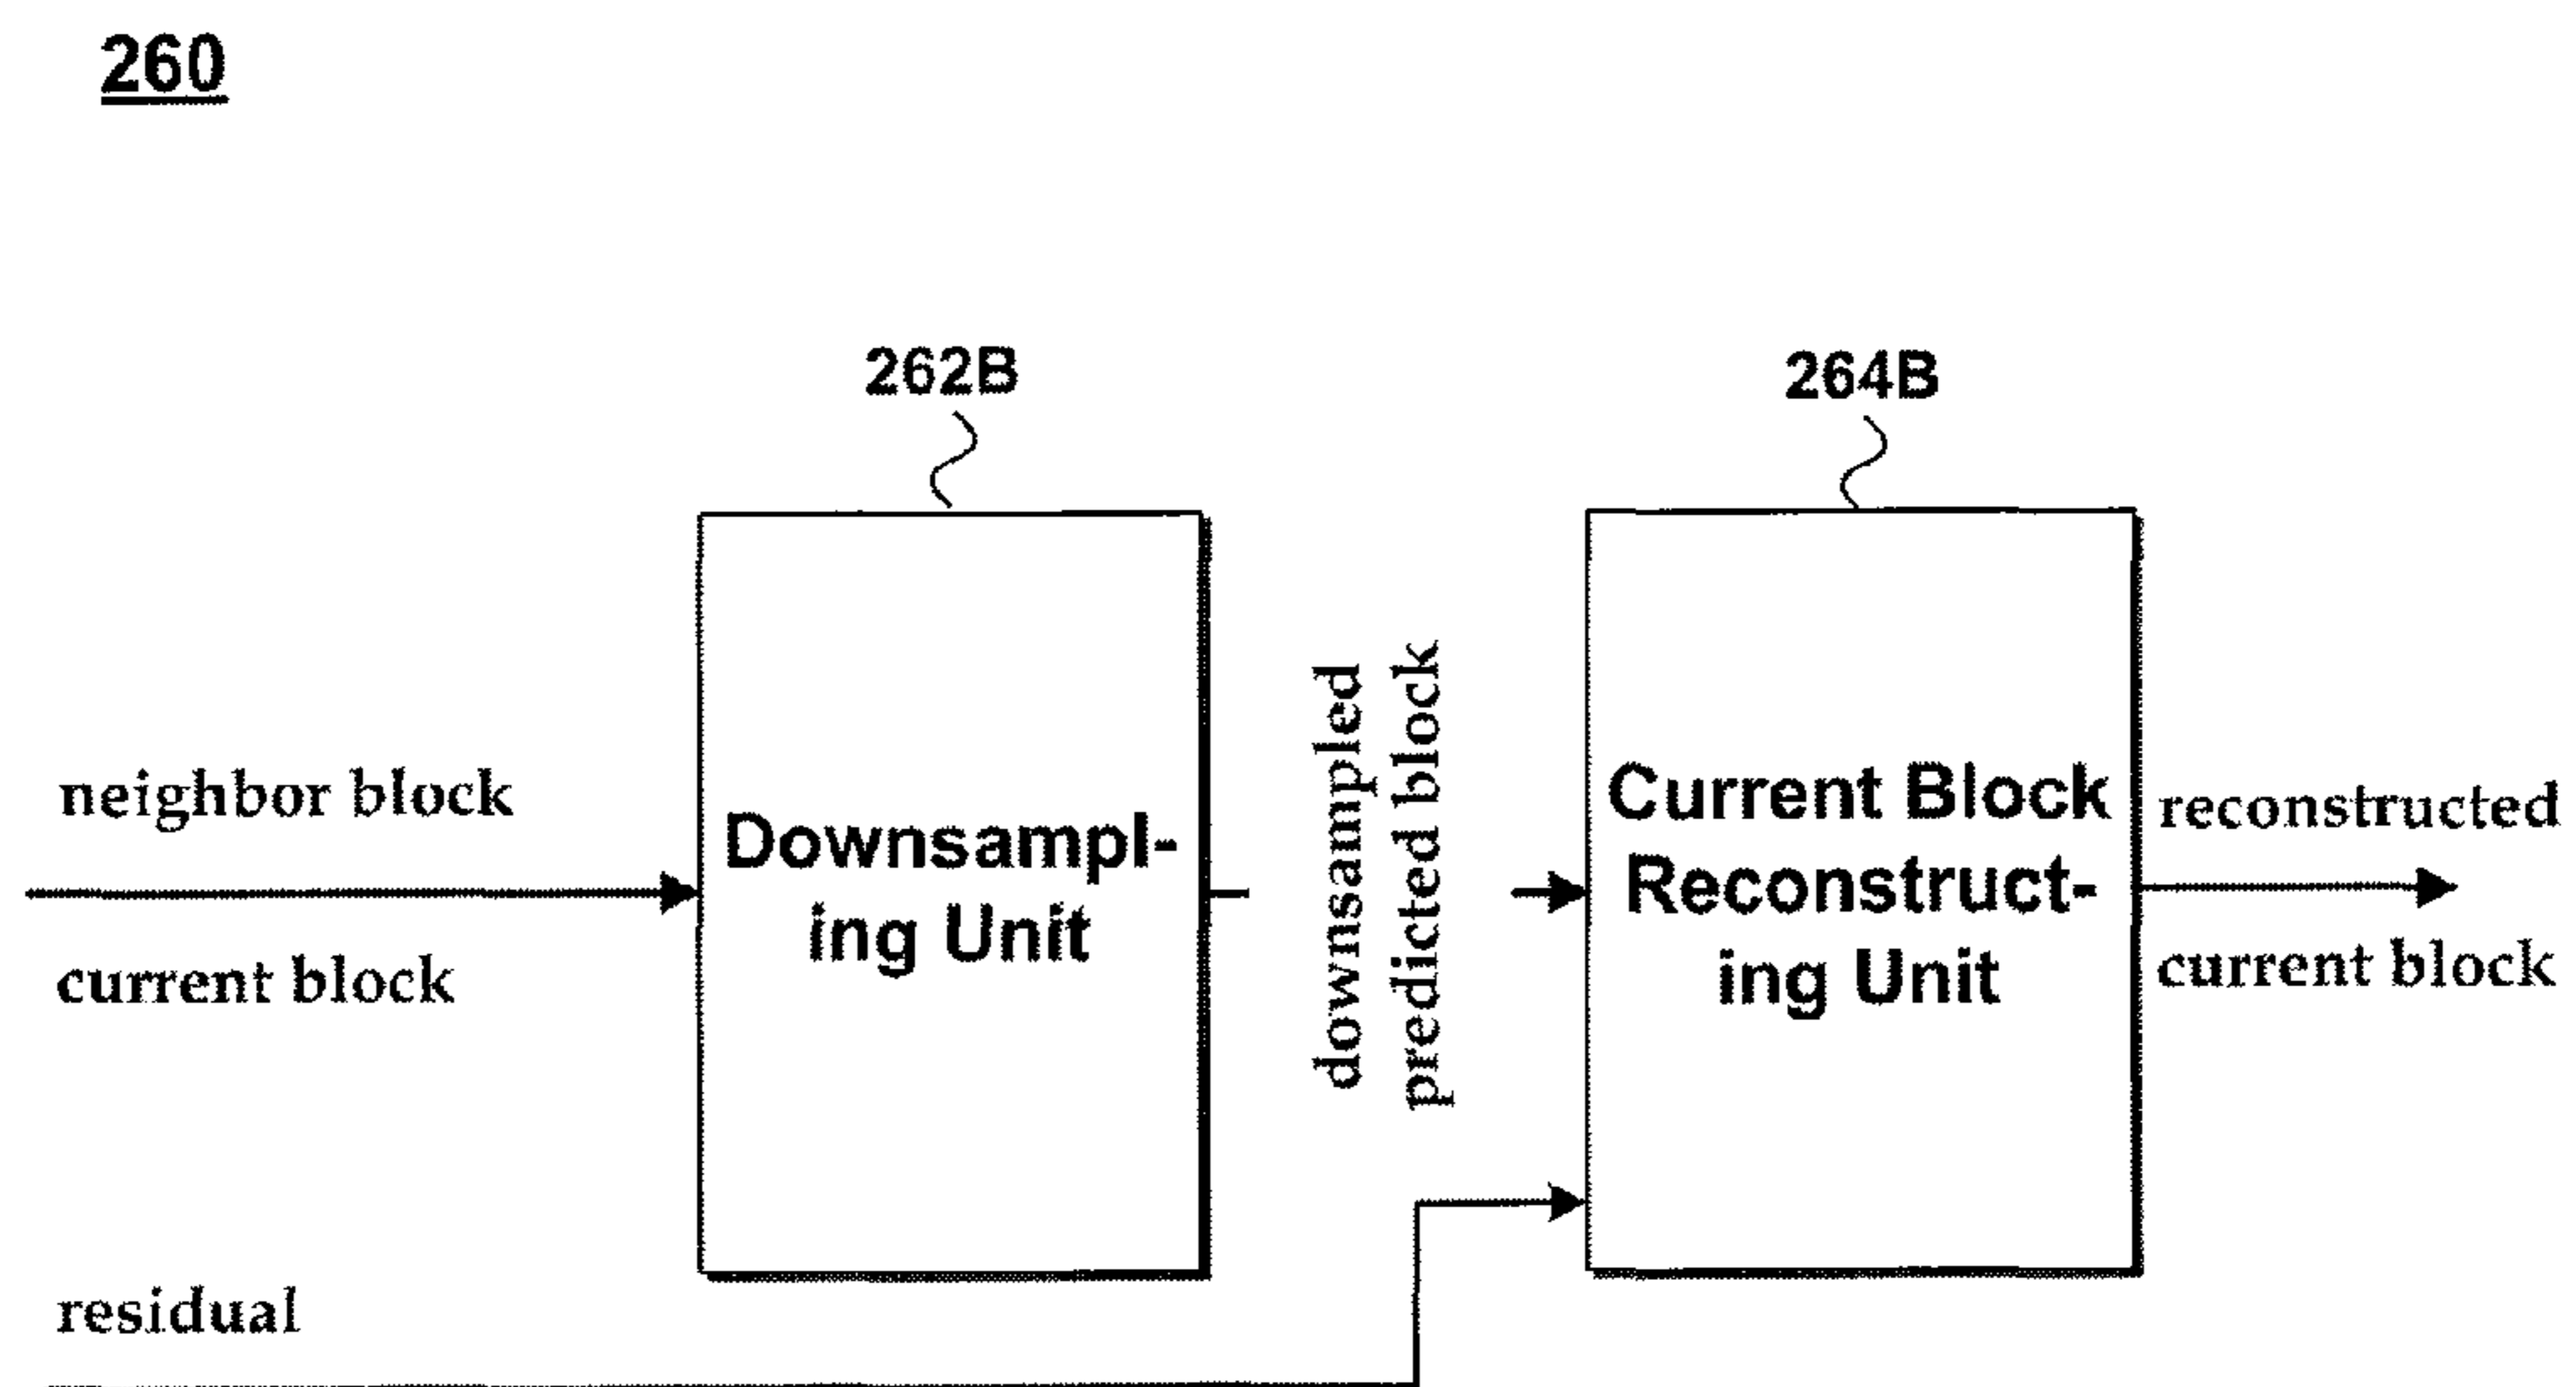 260
262B
264B
neighbor block
current block
Downsampl-
ing Unit
downsampled
predicted block
Current Block
Reconstruct-
ing Unit
reconstructed
current block
residual